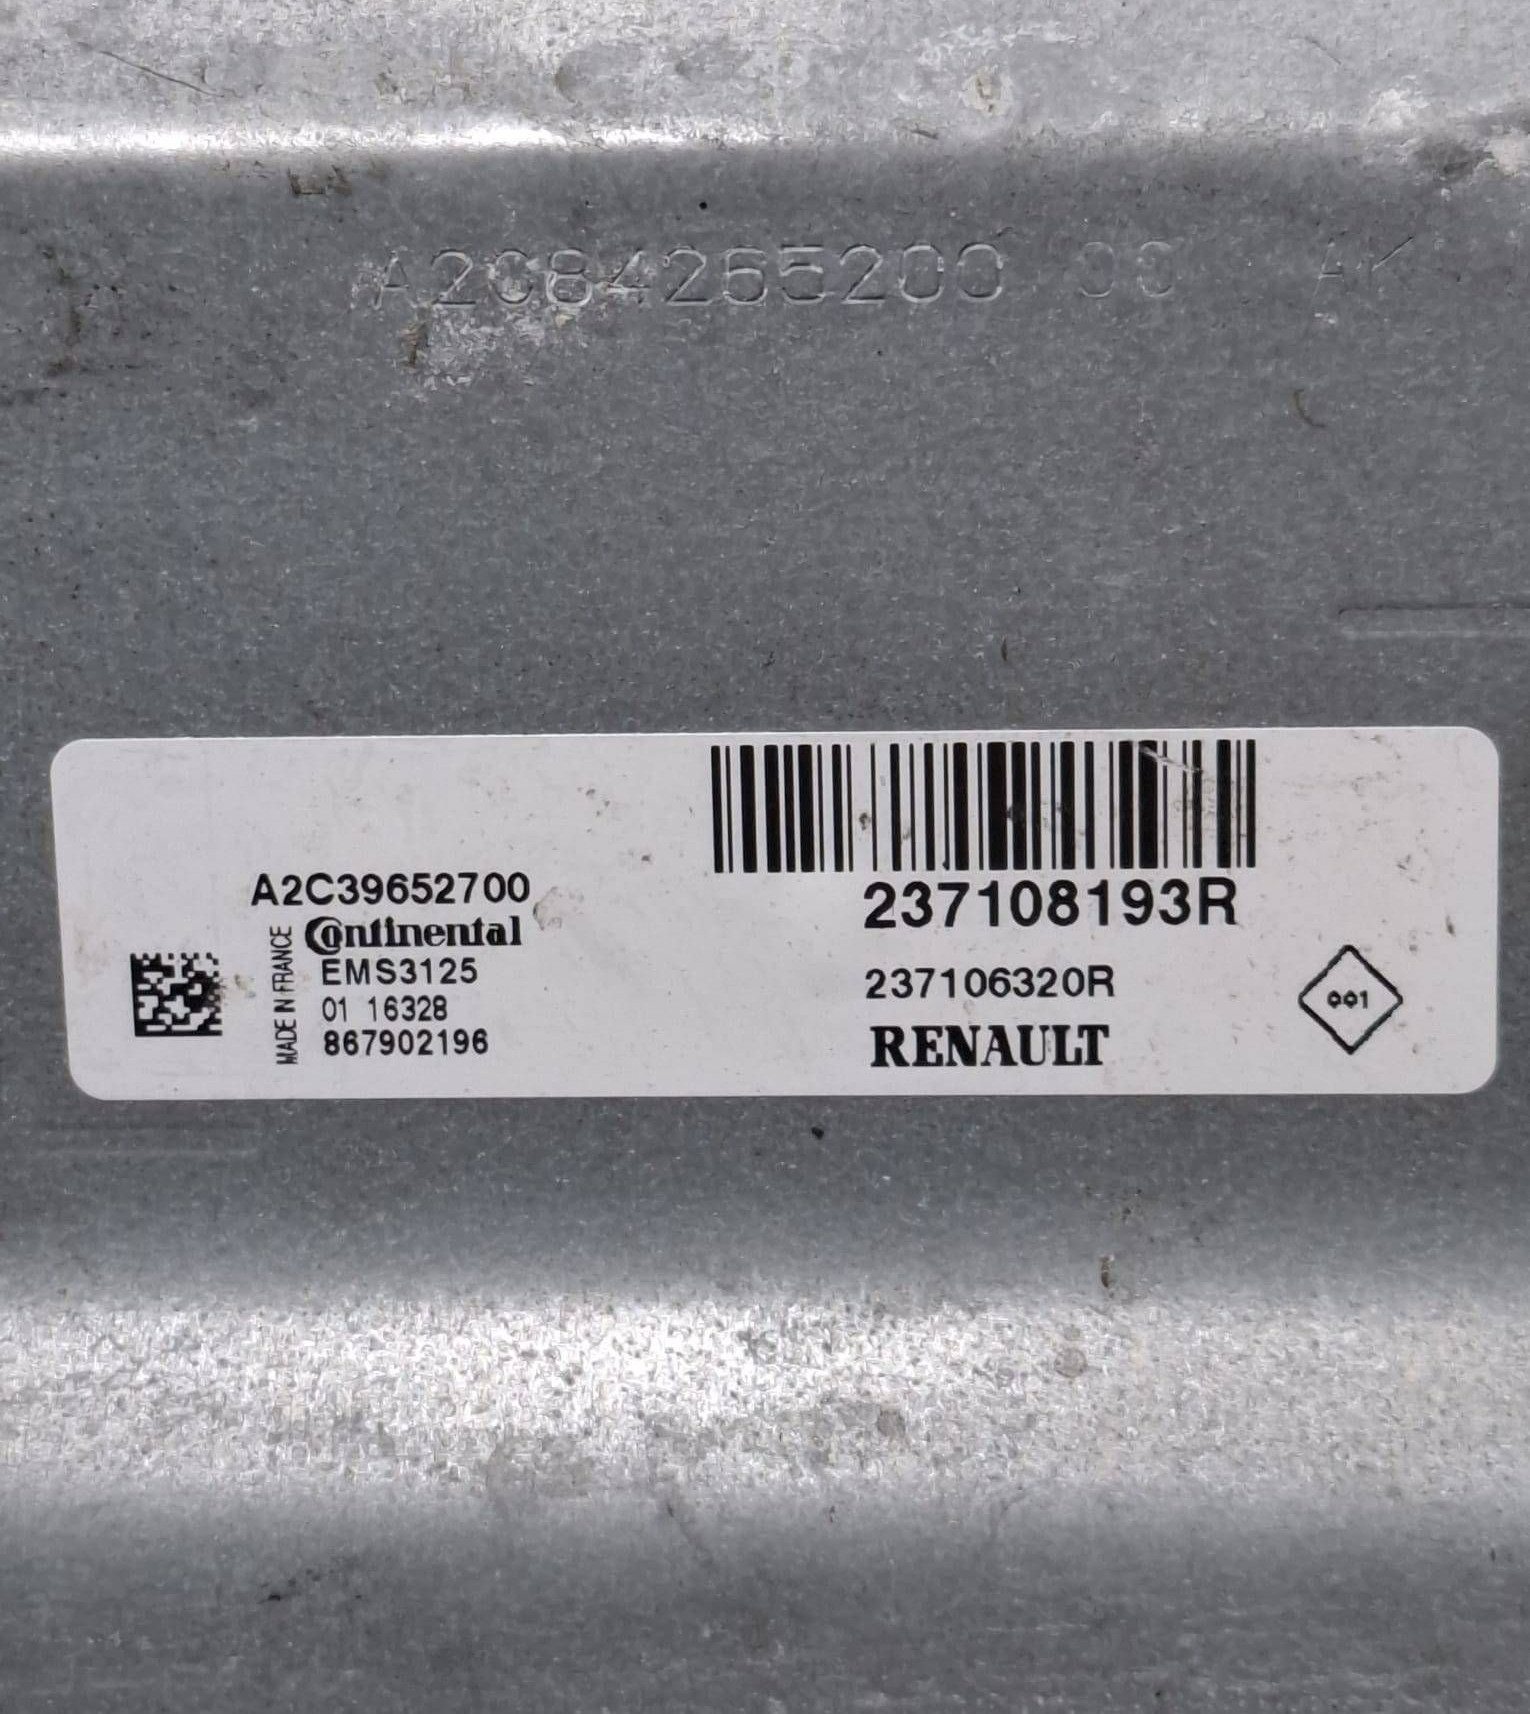 A2C84265200 00 AK
A2C39652700
Continental
EMS3125
01 16328
867902196
MADE IN FRANCE
237108193R
237106320R
RENAULT
001